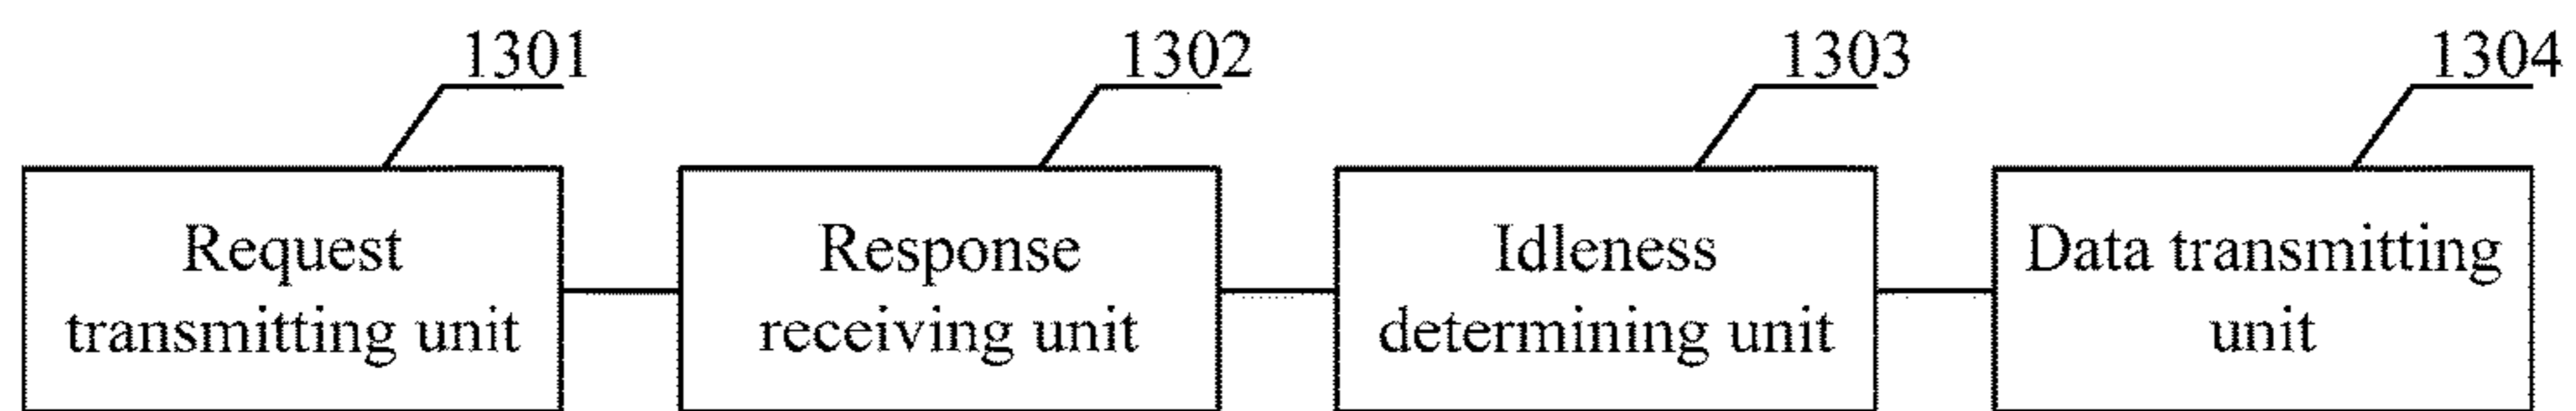 1301
1302
1303
1304
Request
transmitting unit
Response
receiving unit
Idleness
determining unit
Data transmitting
unit